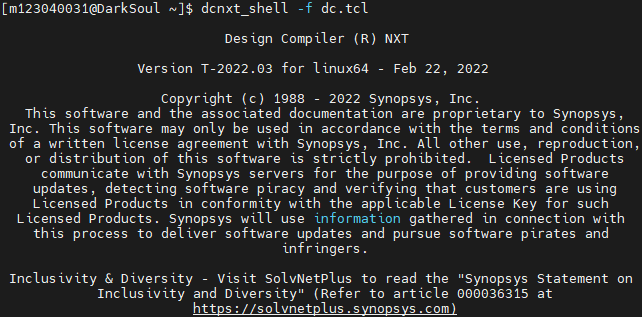 [m123040031@DarkSoul ~]$ dcnxt_shell -f dc.tcl
Design Compiler (R) NXT
Version T-2022.03 for linux64 - Feb 22, 2022
Copyright (c) 1988 - 2022 Synopsys, Inc.
This software and the associated documentation are proprietary to Synopsys,
Inc. This software may only be used in accordance with the terms and conditions
of a written license agreement with Synopsys, Inc. All other use, reproduction,
or distribution of this software is strictly prohibited.  Licensed Products
communicate with Synopsys servers for the purpose of providing software
updates, detecting software piracy and verifying that customers are using
Licensed Products in conformity with the applicable License Key for such
Licensed Products. Synopsys will use information gathered in connection with
this process to deliver software updates and pursue software pirates and
infringers.
Inclusivity & Diversity - Visit SolvNetPlus to read the "Synopsys Statement on
Inclusivity and Diversity" (Refer to article 000036315 at
https://solvnetplus.synopsys.com)